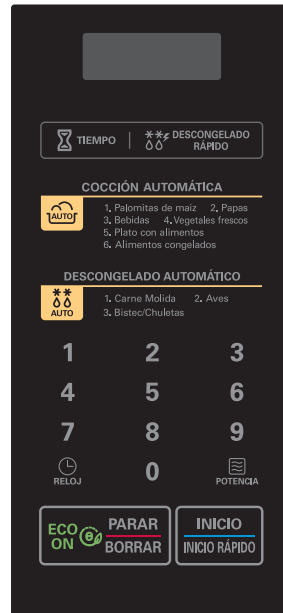 TIEMPO
DESCONGELADO
RÁPIDO
COCCIÓN AUTOMÁTICA
AUTO
1. Palomitas de maiz 2. Papas
3. Bebidas 4. Vegetales frescos
5. Plato con alimentos
6. Alimentos congelados
DESCONGELADO AUTOMÁTICO
AUTO
1. Carne Molida 2. Aves
3. Bistec/Chuletas
1 2 3
4 5 6
7 8 9
RELOJ 0 POTENCIA
ECO
ON
e
PARAR
BORRAR
INICIO
INICIO RÁPIDO